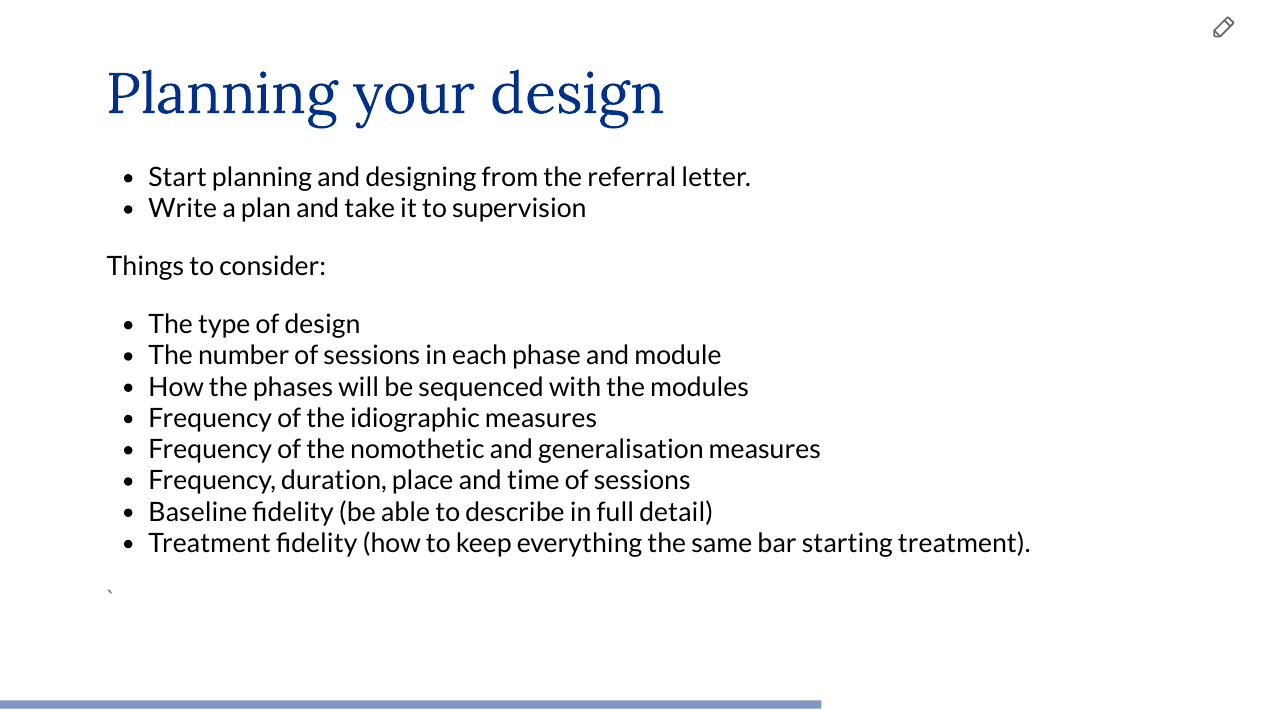 Planning your design
• Start planning and designing from the referral letter.
• Write a plan and take it to supervision
Things to consider:
• The type of design
• The number of sessions in each phase and module
• How the phases will be sequenced with the modules
• Frequency of the idiographic measures
• Frequency of the nomothetic and generalisation measures
• Frequency, duration, place and time of sessions
• Baseline fidelity (be able to describe in full detail)
• Treatment fidelity (how to keep everything the same bar starting treatment).
`